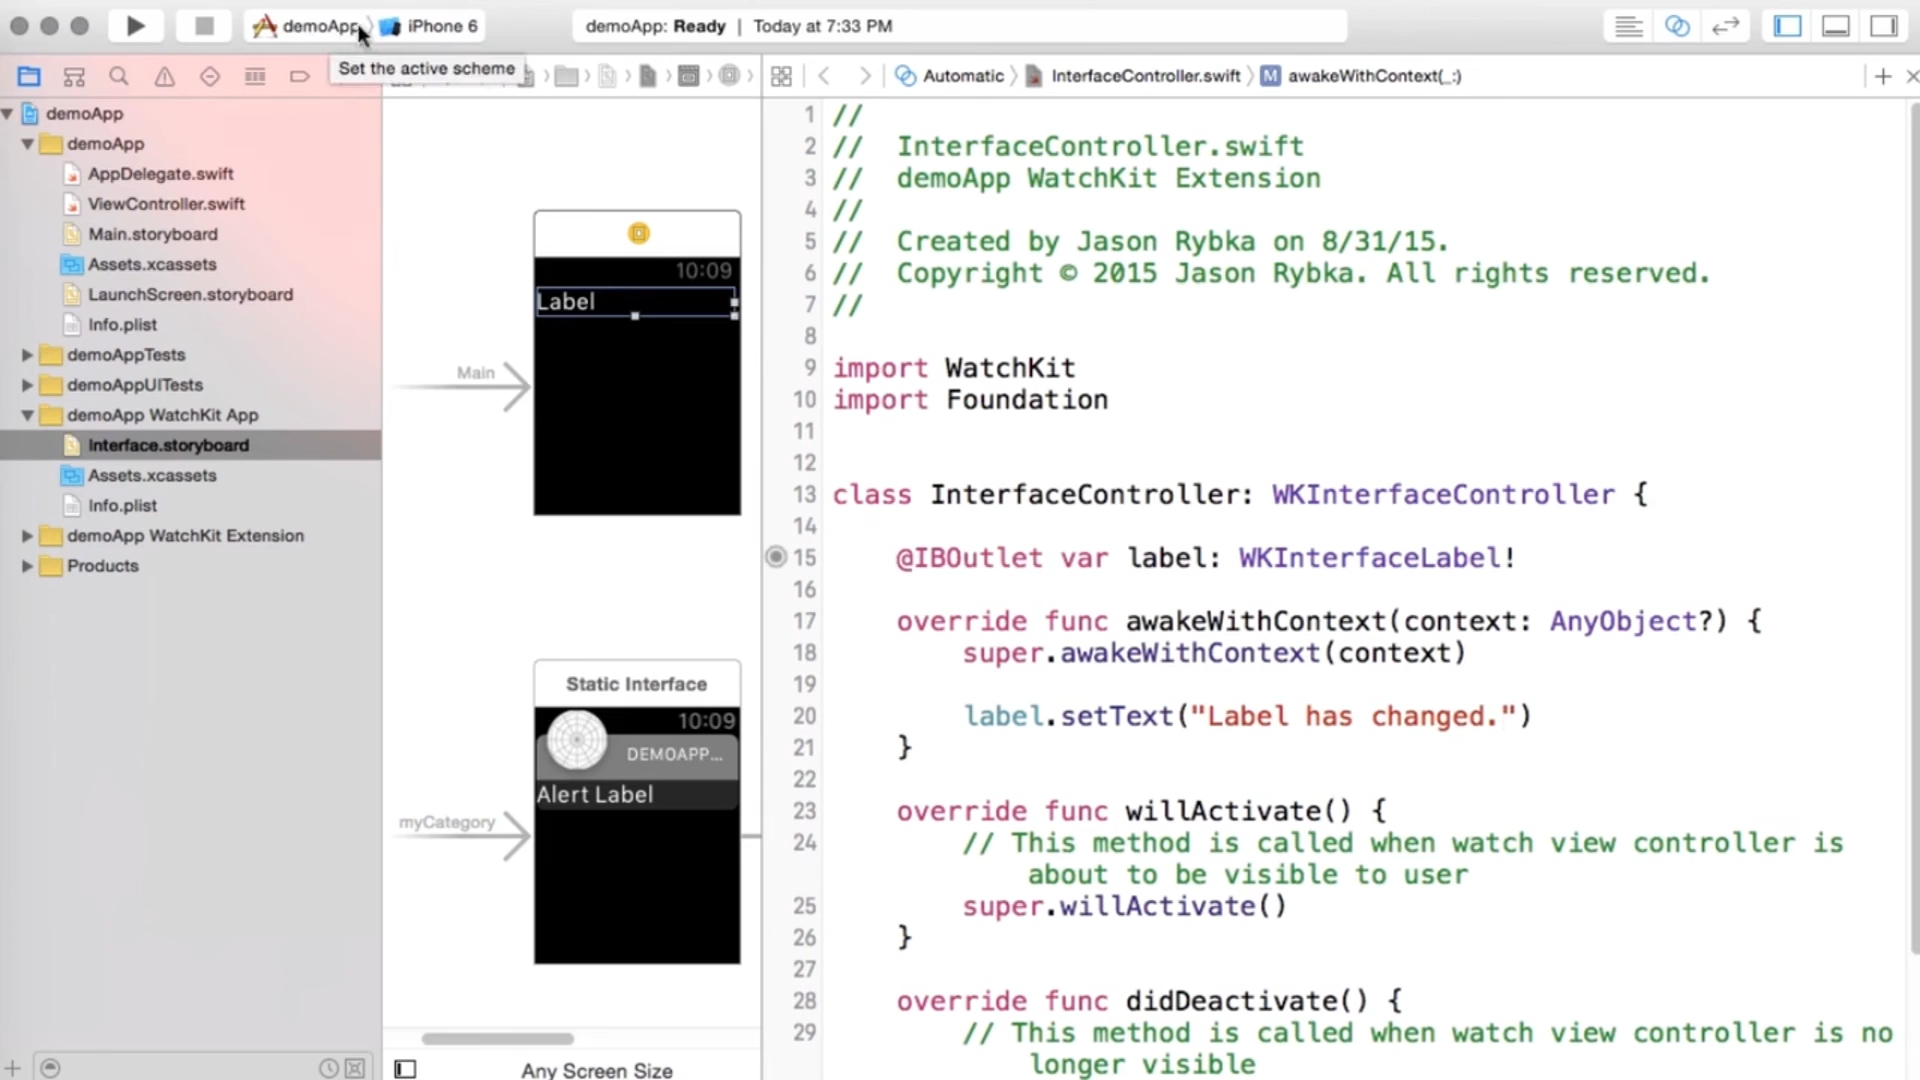 demoApp
iPhone 6
demoApp: Ready | Today at 7:33 PM
Set the active scheme
Automatic
InterfaceController.swift
M
awakeWithContext(_:)
demoApp
demoApp
AppDelegate.swift
ViewController.swift
Main.storyboard
Assets.xcassets
LaunchScreen.storyboard
Info.plist
demoAppTests
demoAppUITests
demoApp WatchKit App
Interface.storyboard
Assets.xcassets
Info.plist
demoApp WatchKit Extension
Products
10:09
Label
Main
Static Interface
10:09
DEMOAPP...
Alert Label
myCategory
Any Screen Size
1 //
2 // InterfaceController.swift
3 // demoApp WatchKit Extension
4 //
5 // Created by Jason Rybka on 8/31/15.
6 // Copyright © 2015 Jason Rybka. All rights reserved.
7 //
8
9 import WatchKit
10 import Foundation
11
12
13 class InterfaceController: WKInterfaceController {
14
15 @IBOutlet var label: WKInterfaceLabel!
16
17 override func awakeWithContext(context: AnyObject?) {
18 super.awakeWithContext(context)
19
20 label.setText("Label has changed.")
21 }
22
23 override func willActivate() {
24 // This method is called when watch view controller is
about to be visible to user
25 super.willActivate()
26 }
27
28 override func didDeactivate() {
29 // This method is called when watch view controller is no
longer visible